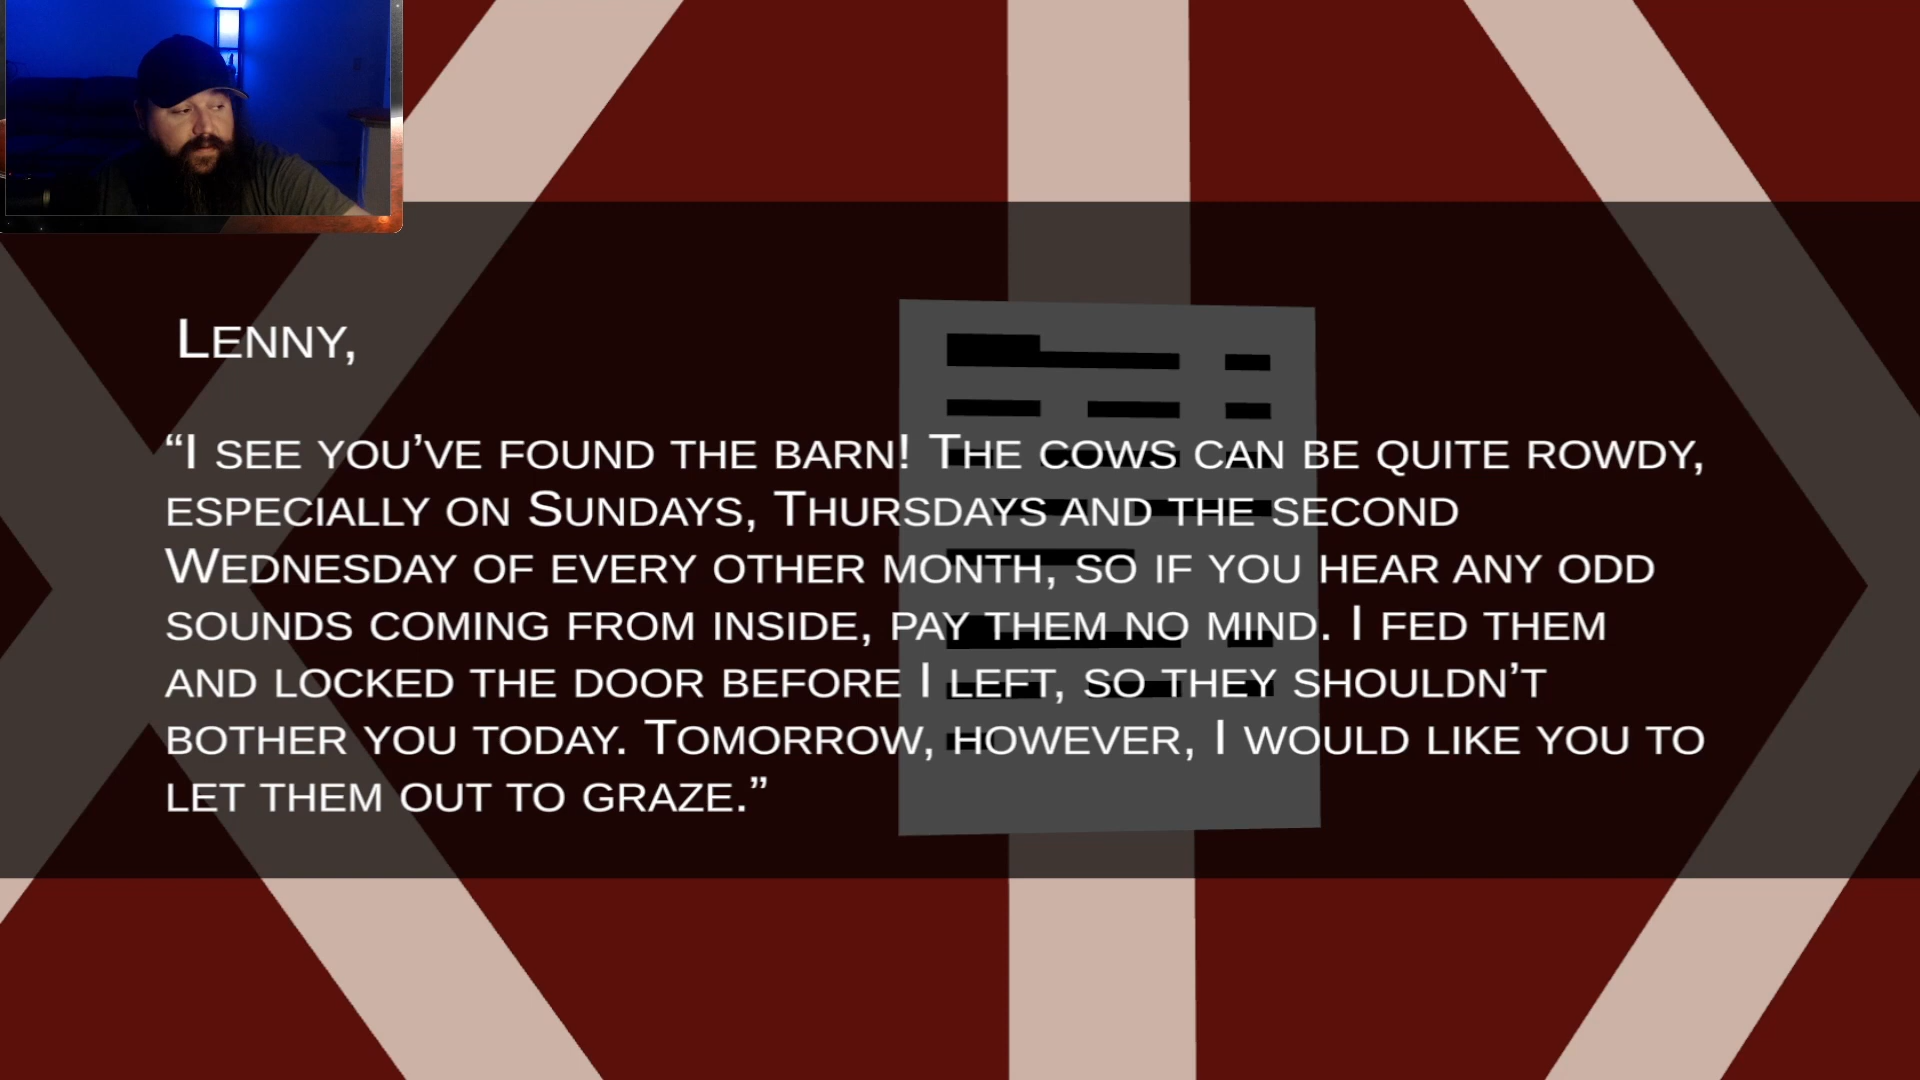 Lenny,
“I see you’ve found the barn! The cows can be quite rowdy,
especially on Sundays, Thursdays and the second
Wednesday of every other month, so if you hear any odd
sounds coming from inside, pay them no mind. I fed them
and locked the door before I left, so they shouldn’t
bother you today. Tomorrow, however, I would like you to
let them out to graze.”